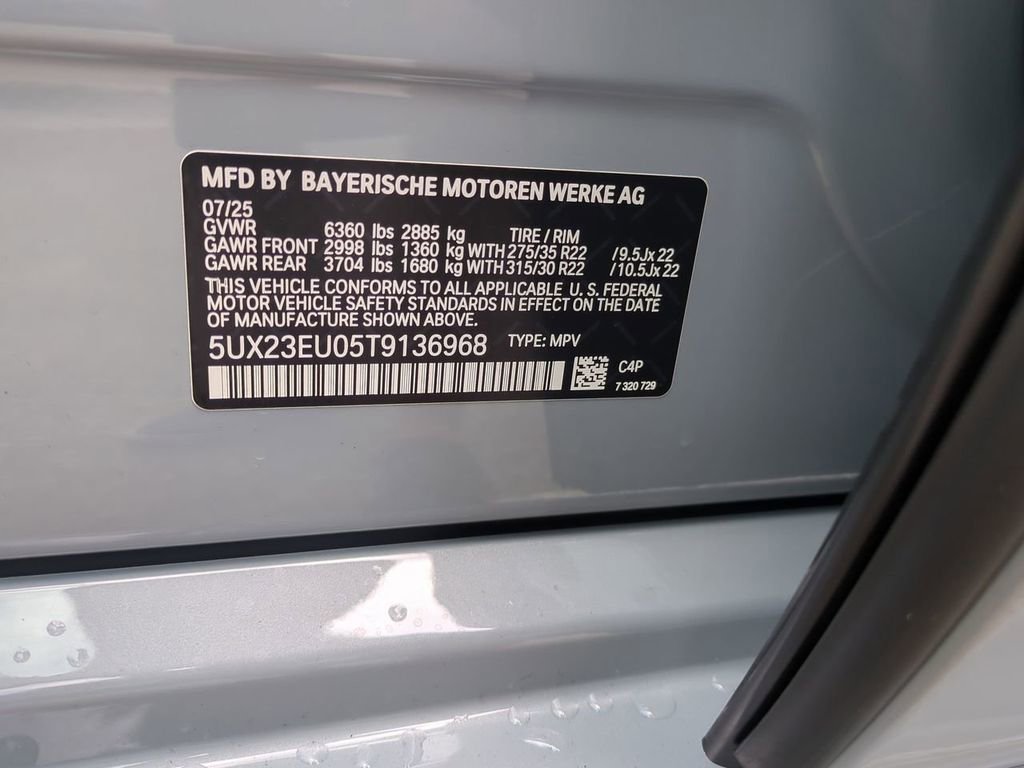 MFD BY BAYERISCHE MOTOREN WERKE AG
07/25
GVWR 6360 lbs 2885 kg TIRE / RIM
GAWR FRONT 2998 lbs 1360 kg WITH 275/35 R22 /9.5Jx22
GAWR REAR 3704 lbs 1680 kg WITH 315/30 R22 /10.5Jx22
THIS VEHICLE CONFORMS TO ALL APPLICABLE U. S. FEDERAL
MOTOR VEHICLE SAFETY STANDARDS IN EFFECT ON THE DATE
OF MANUFACTURE SHOWN ABOVE.
5UX23EU05T9136968 TYPE: MPV
C4P
7 320 729